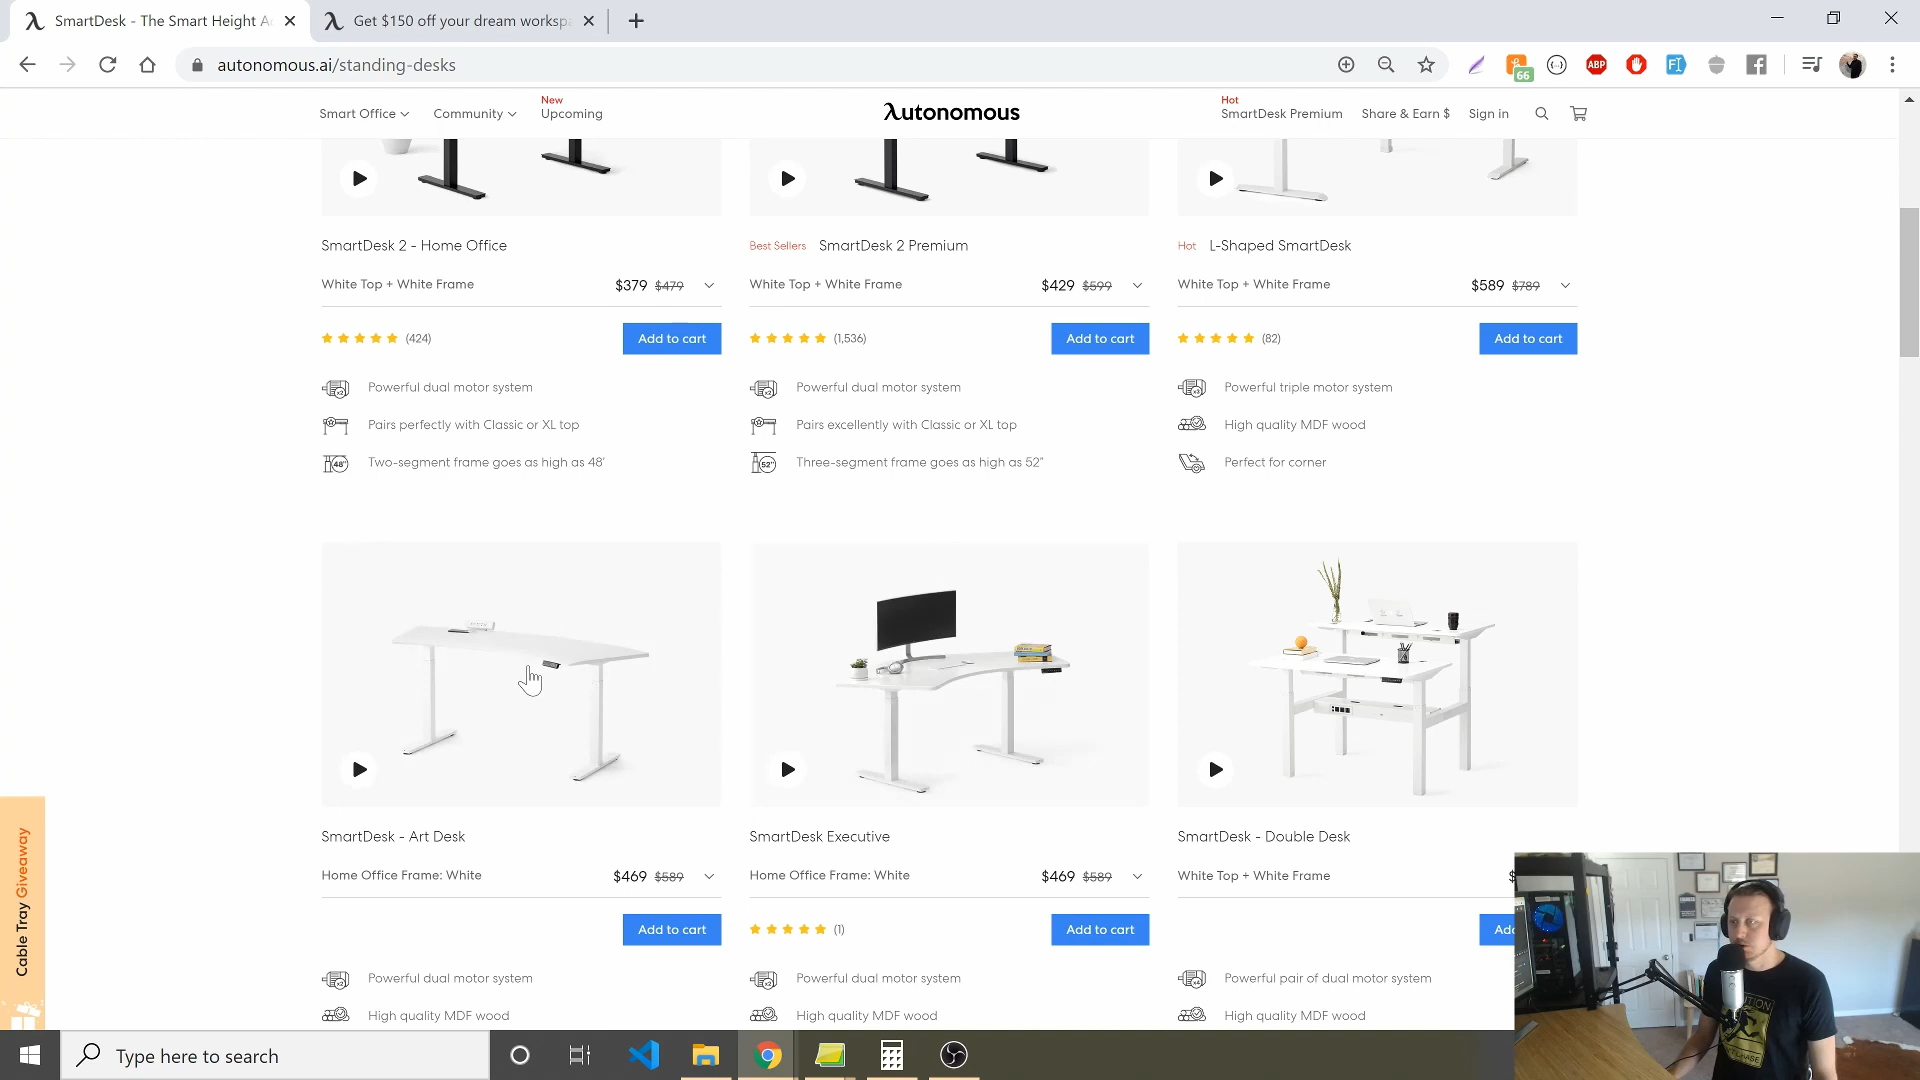 SmartDesk - The Smart Height A
Get $150 off your dream worksp
autonomous.ai/standing-desks
66
ABP
Smart Office
Community
New
Upcoming
Autonomous
Hot
SmartDesk Premium
Share & Earn $
Sign in
SmartDesk 2 - Home Office
White Top + White Frame
$379 $479
(424)
Add to cart
Powerful dual motor system
Pairs perfectly with Classic or XL top
Two-segment frame goes as high as 48'
Best Sellers SmartDesk 2 Premium
White Top + White Frame
$429 $599
(1,536)
Add to cart
Powerful dual motor system
Pairs excellently with Classic or XL top
Three-segment frame goes as high as 52"
Hot L-Shaped SmartDesk
White Top + White Frame
$589 $789
(82)
Add to cart
Powerful triple motor system
High quality MDF wood
Perfect for corner
SmartDesk - Art Desk
Home Office Frame: White
$469 $589
Add to cart
Powerful dual motor system
High quality MDF wood
SmartDesk Executive
Home Office Frame: White
$469 $589
(1)
Add to cart
Powerful dual motor system
High quality MDF wood
SmartDesk - Double Desk
White Top + White Frame
$
Ad
Powerful pair of dual motor system
High quality MDF wood
Cable Tray Giveaway
Type here to search